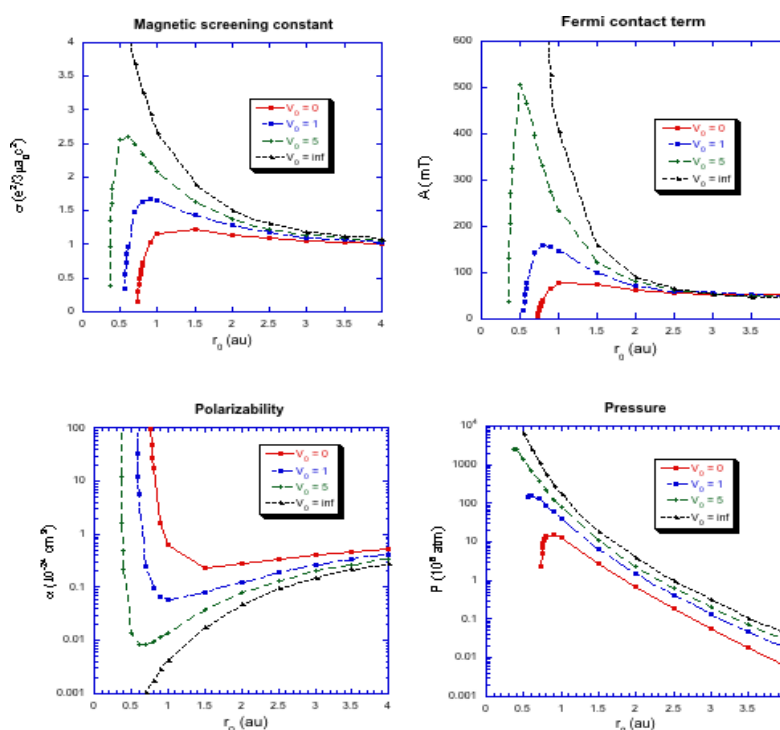 Magnetic screening constant
4
3.5
3
2.5
2
1.5
1
0.5
0
σ (e²/3μa₀c²)
V₀ = 0
V₀ = 1
V₀ = 5
V₀ = inf
0 0.5 1 1.5 2 2.5 3 3.5 4
r₀ (au)
Fermi contact term
600
500
400
300
200
100
0
A (mT)
V₀ = 0
V₀ = 1
V₀ = 5
V₀ = inf
0 0.5 1 1.5 2 2.5 3 3.5
r₀ (au)
Polarizability
100
10
1
0.1
0.01
0.001
α (10⁻²⁴ cm³)
V₀ = 0
V₀ = 1
V₀ = 5
V₀ = inf
0 0.5 1 1.5 2 2.5 3 3.5 4
r₀ (au)
Pressure
10⁴
1000
100
10
1
0.1
0.01
0.001
V₀ = 0
V₀ = 1
V₀ = 5
V₀ = inf
0 0.5 1 1.5 2 2.5 3 3.5
r₀ (au)